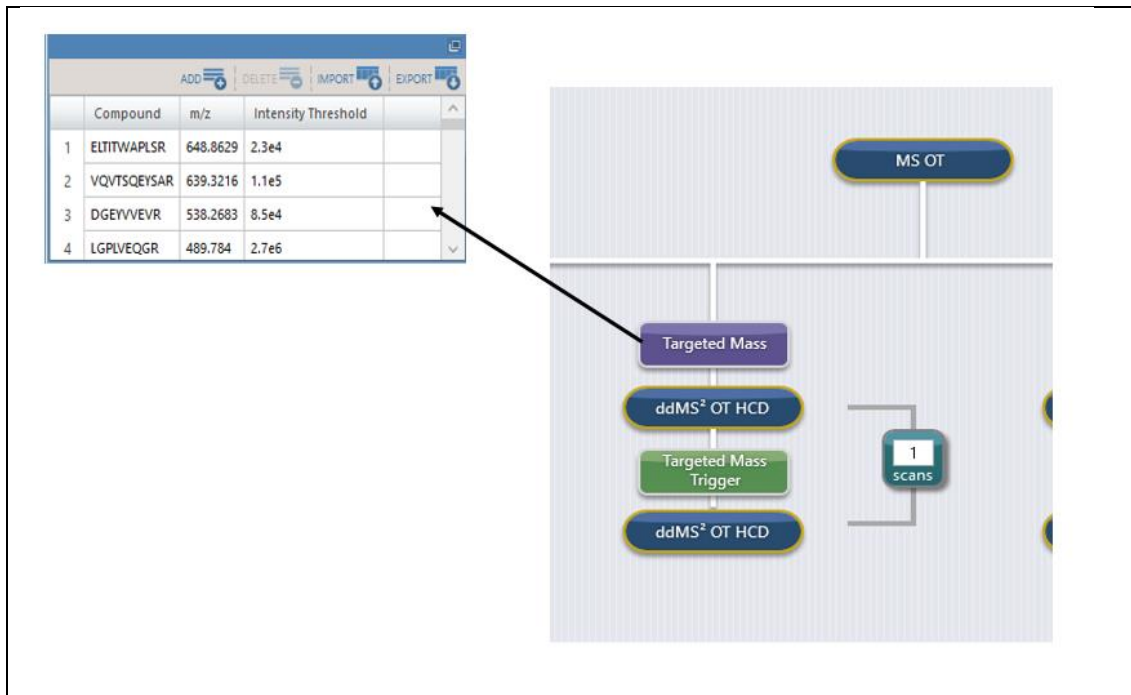 ADD DELETE IMPORT EXPORT
Compound m/z Intensity Threshold
1 ELTITWAPLSR 648.8629 2.3e4
2 VQVTSQEYSAR 639.3216 1.1e5
3 DGEYVVEVR 538.2683 8.5e4
4 LGPLVEQGR 489.784 2.7e6
MS OT
Targeted Mass
ddMS² OT HCD
Targeted Mass
Trigger
1
scans
ddMS² OT HCD